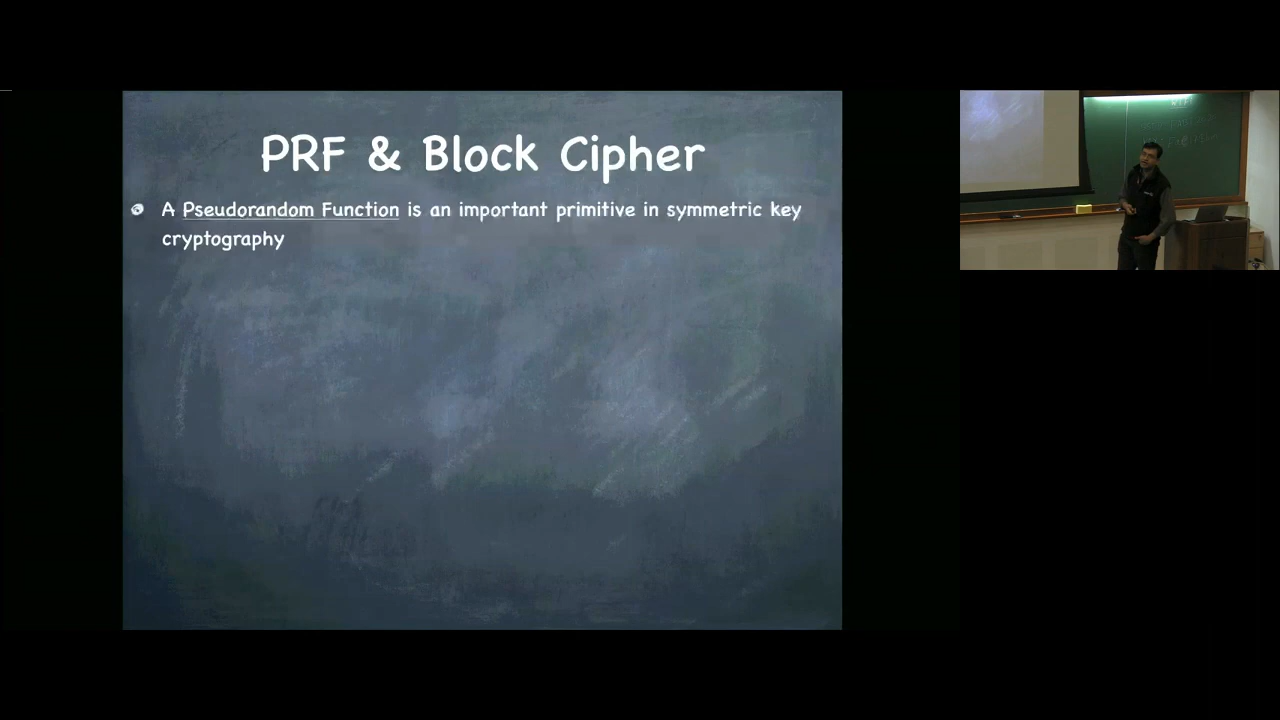 PRF & Block Cipher
A Pseudorandom Function is an important primitive in symmetric key
cryptography